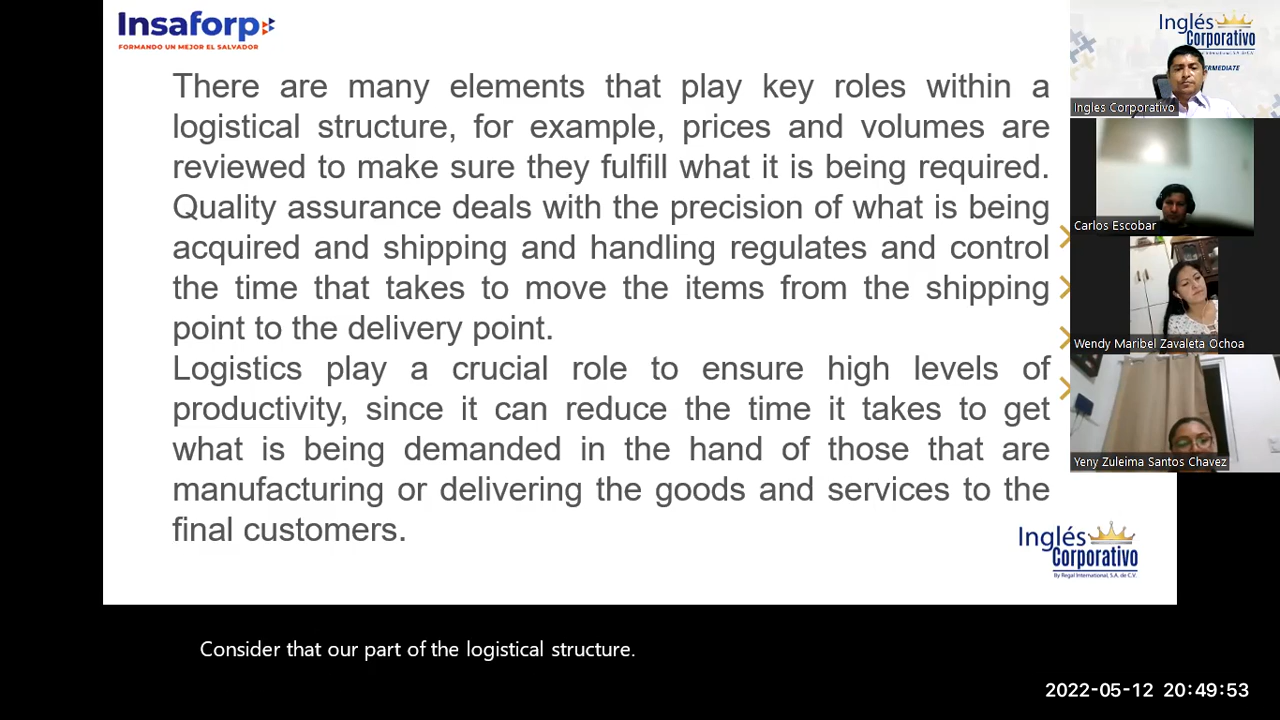 Insaforp
FORMANDO UN MEJOR EL SALVADOR
There are many elements that play key roles within a
logistical structure, for example, prices and volumes are
reviewed to make sure they fulfill what it is being required.
Quality assurance deals with the precision of what is being
acquired and shipping and handling regulates and control
the time that takes to move the items from the shipping
point to the delivery point.
Logistics play a crucial role to ensure high levels of
productivity, since it can reduce the time it takes to get
what is being demanded in the hand of those that are
manufacturing or delivering the goods and services to the
final customers.
Inglés
Corporativo
By Regal International, S.A. de C.V.
Inglés
Corporativo
Ingles Corporativo
Carlos Escobar
Wendy Maribel Zavaleta Ochoa
Yeny Zuleima Santos Chavez
Consider that our part of the logistical structure.
2022-05-12 20:49:53